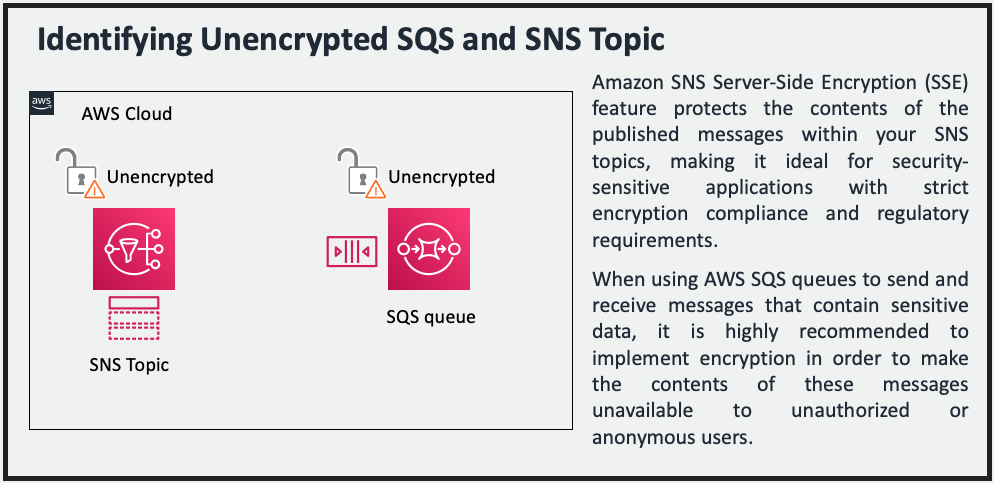 Identifying Unencrypted SQS and SNS Topic
aws
AWS Cloud
Unencrypted
Unencrypted
SQS queue
SNS Topic
Amazon SNS Server-Side Encryption (SSE)
feature protects the contents of the
published messages within your SNS
topics, making it ideal for security-
sensitive applications with strict
encryption compliance and regulatory
requirements.
When using AWS SQS queues to send and
receive messages that contain sensitive
data, it is highly recommended to
implement encryption in order to make
the contents of these messages
unavailable to unauthorized or
anonymous users.